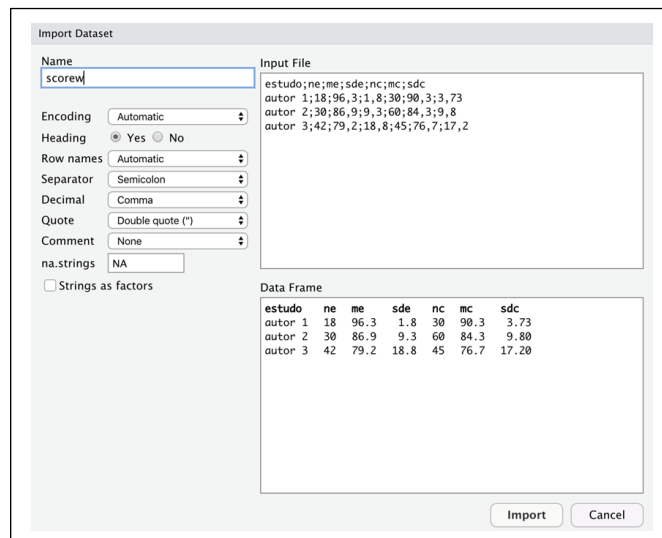 Import Dataset
Name
scorew
Encoding Automatic
Heading Yes No
Row names Automatic
Separator Semicolon
Decimal Comma
Quote Double quote (")
Comment None
na.strings NA
Strings as factors
Input File
estudo;ne;me;sde;nc;mc;sdc
autor 1;18;96,3;1,8;30;90,3;3,73
autor 2;30;86,9;9,3;60;84,3;9,8
autor 3;42;79,2;18,8;45;76,7;17,2
Data Frame
estudo ne me sde nc mc sdc
autor 1 18 96.3 1.8 30 90.3 3.73
autor 2 30 86.9 9.3 60 84.3 9.80
autor 3 42 79.2 18.8 45 76.7 17.20
Import Cancel